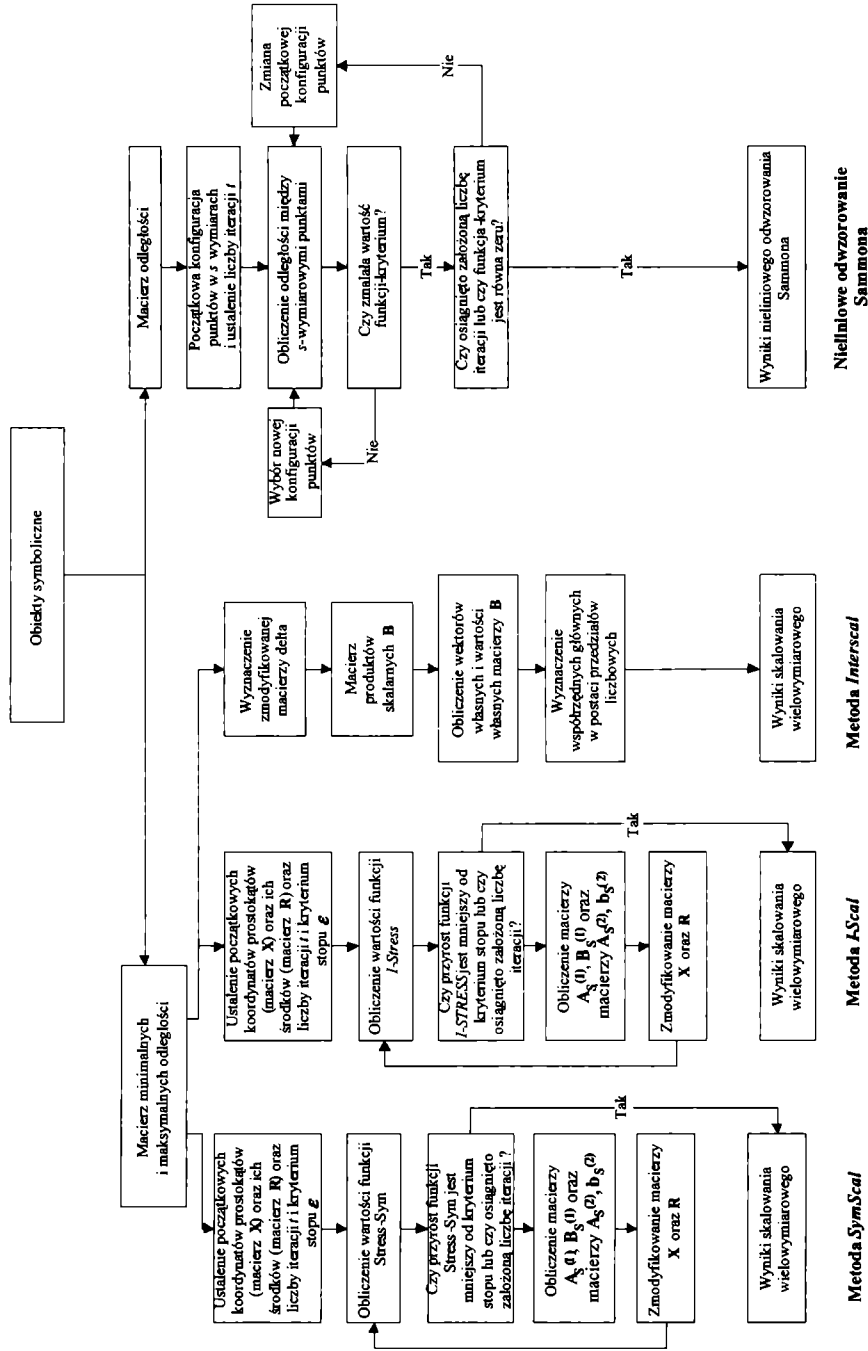 Obiekty symboliczne
Macierz minimalnych
i maksymalnych odległości
Macierz odległości
Ustalenie początkowych
koordynatów prostokątów
(macierz X) oraz ich
środków (macierz R) oraz
liczby iteracji t i kryterium
stopu ε
Obliczenie wartości funkcji
Stress-Sym
Czy przyrost funkcji
Stress-Sym jest
mniejszy od kryterium
stopu lub czy osiągnięto
założoną liczbę iteracji ?
Tak
Obliczenie macierzy
A_S^(1), B_S^(1) oraz
macierzy A_S^(2), b_S^(2)
Zmodyfikowanie macierzy
X oraz R
Wyniki skalowania
wielowymiarowego
Metoda SymScal
Ustalenie początkowych
koordynatów prostokątów
(macierz X) oraz ich
środków (macierz R) oraz
liczby iteracji t i kryterium
stopu ε
Obliczenie wartości funkcji
I-Stress
Czy przyrost funkcji
I-STRESS jest mniejszy od
kryterium stopu lub czy
osiągnięto założoną liczbę
iteracji ?
Tak
Obliczenie macierzy
A_S^(1), B_S^(1) oraz
macierzy A_S^(2), b_S^(2)
Zmodyfikowanie macierzy
X oraz R
Wyniki skalowania
wielowymiarowego
Metoda I-Scal
Wyznaczenie
zmodyfikowanej
macierzy delta
Macierz
produktów
skalarnych B
Obliczenie wektorów
własnych i wartości
własnych macierzy B
Wyznaczenie
współrzędnych głównych
w postaci przedziałów
liczbowych
Wyniki skalowania
wielowymiarowego
Metoda Interscal
Początkowa konfiguracja
punktów w s wymiarach
i ustalenie liczby iteracji t
Zmiana
początkowej
konfiguracji
punktów
Obliczenie odległości między
s-wymiarowymi punktami
Wybór nowej
konfiguracji
punktów
Czy zmalała wartość
funkcji-kryterium ?
Nie
Tak
Czy osiągnięto założoną liczbę
iteracji lub czy funkcja -kryterium
jest równa zeru?
Nie
Tak
Wyniki nieliniowego odwzorowania
Sammona
Nieliniowe odwzorowanie
Sammona